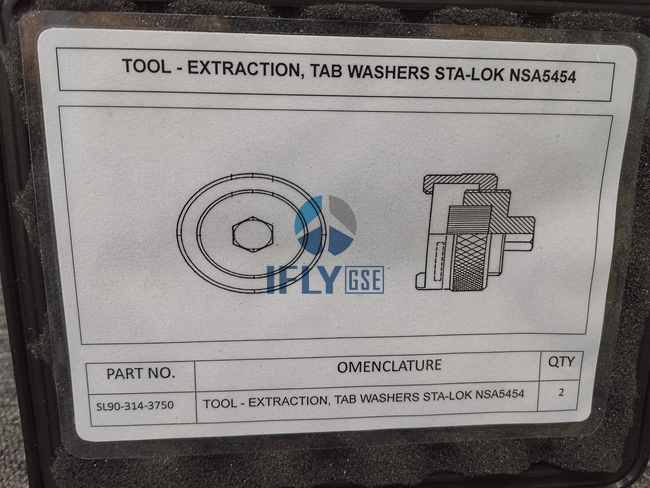 TOOL - EXTRACTION, TAB WASHERS STA-LOK NSA5454
IFLY GSE
PART NO. OMENCLATURE QTY
SL90-314-3750 TOOL - EXTRACTION, TAB WASHERS STA-LOK NSA5454 2